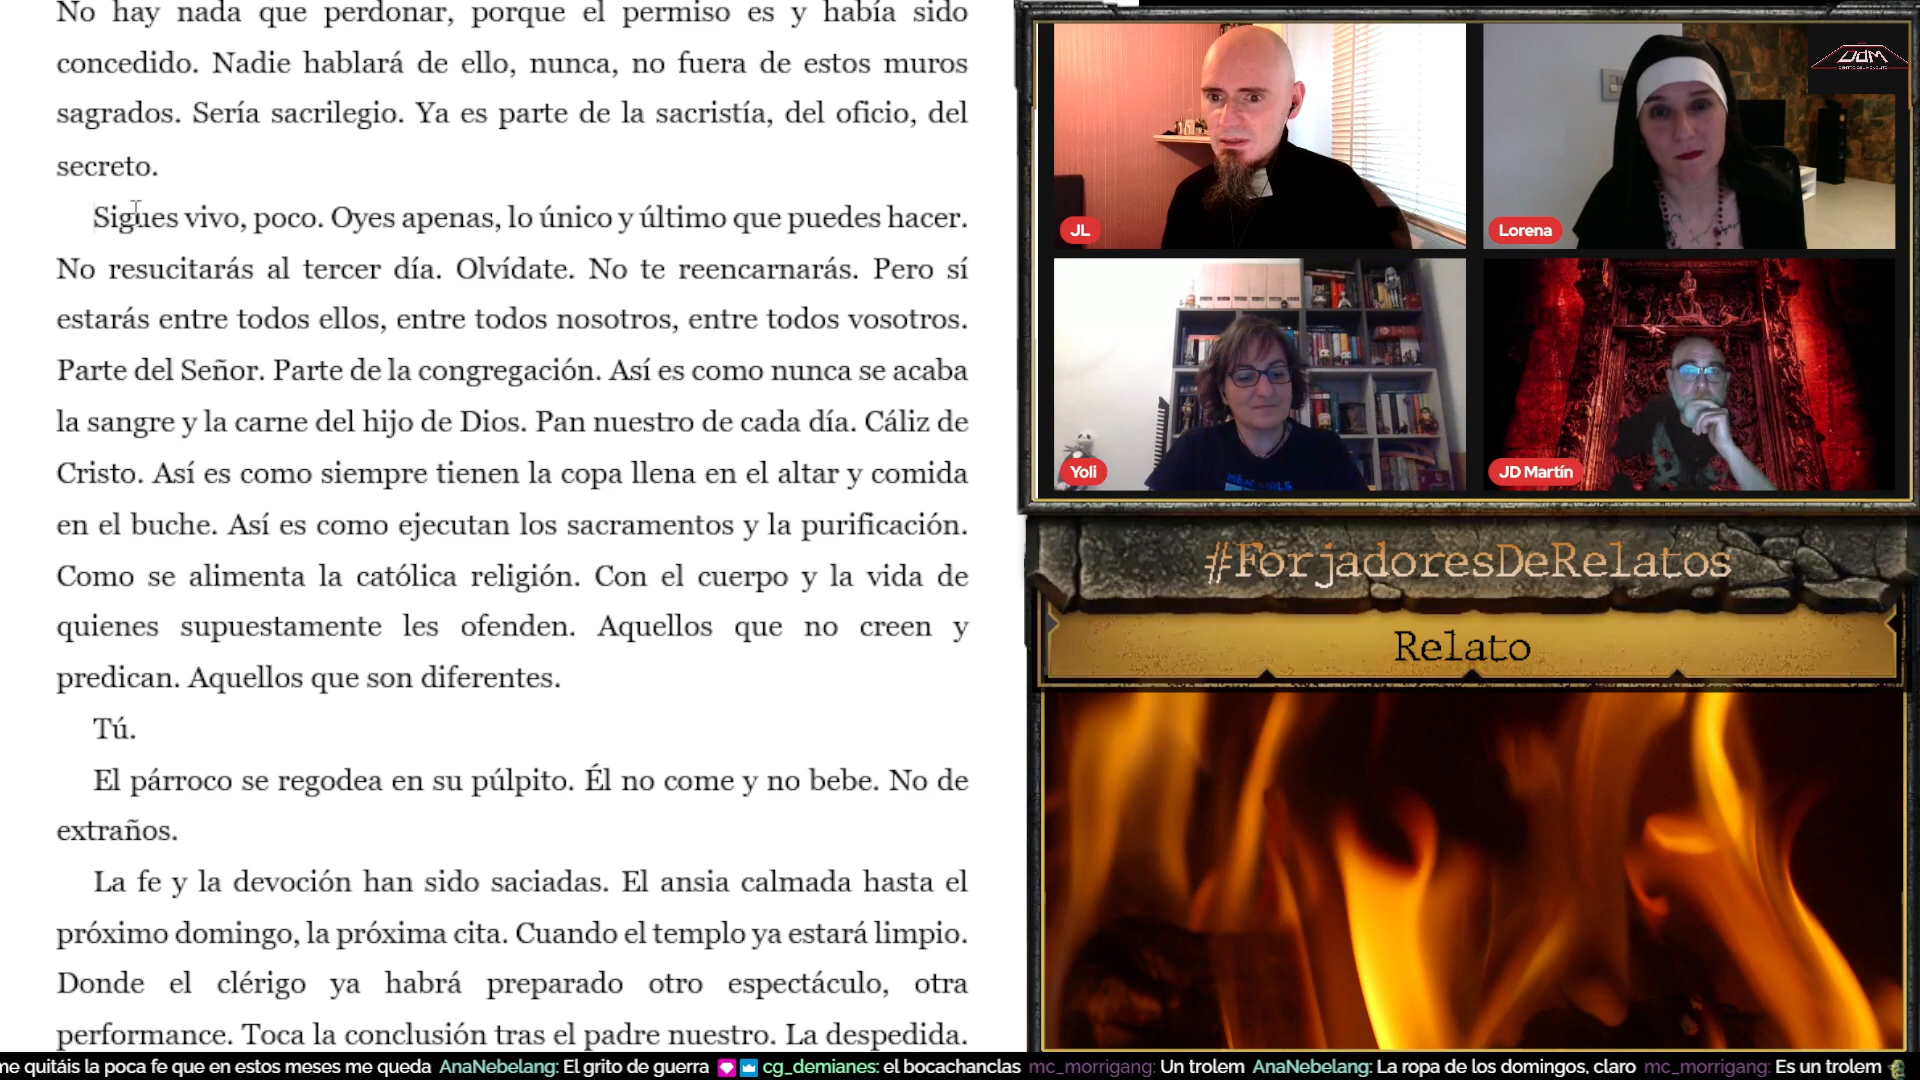 No hay nada que perdonar, porque el permiso es y había sido
concedido. Nadie hablará de ello, nunca, no fuera de estos muros
sagrados. Sería sacrilegio. Ya es parte de la sacristía, del oficio, del
secreto.
Sigues vivo, poco. Oyes apenas, lo único y último que puedes hacer.
No resucitarás al tercer día. Olvídate. No te reencarnarás. Pero sí
estarás entre todos ellos, entre todos nosotros, entre todos vosotros.
Parte del Señor. Parte de la congregación. Así es como nunca se acaba
la sangre y la carne del hijo de Dios. Pan nuestro de cada día. Cáliz de
Cristo. Así es como siempre tienen la copa llena en el altar y comida
en el buche. Así es como ejecutan los sacramentos y la purificación.
Como se alimenta la católica religión. Con el cuerpo y la vida de
quienes supuestamente les ofenden. Aquellos que no creen y
predican. Aquellos que son diferentes.
Tú.
El párroco se regodea en su púlpito. Él no come y no bebe. No de
extraños.
La fe y la devoción han sido saciadas. El ansia calmada hasta el
próximo domingo, la próxima cita. Cuando el templo ya estará limpio.
Donde el clérigo ya habrá preparado otro espectáculo, otra
performance. Toca la conclusión tras el padre nuestro. La despedida.
JL
Lorena
Yoli
JD Martín
#ForjadoresDeRelatos
Relato
me quitáis la poca fe que en estos meses me queda AnaNebelang: El grito de guerra cg_demianes: el bocachanclas mc_morrigang: Un trolem AnaNebelang: La ropa de los domingos, claro mc_morrigang: Es un trolem